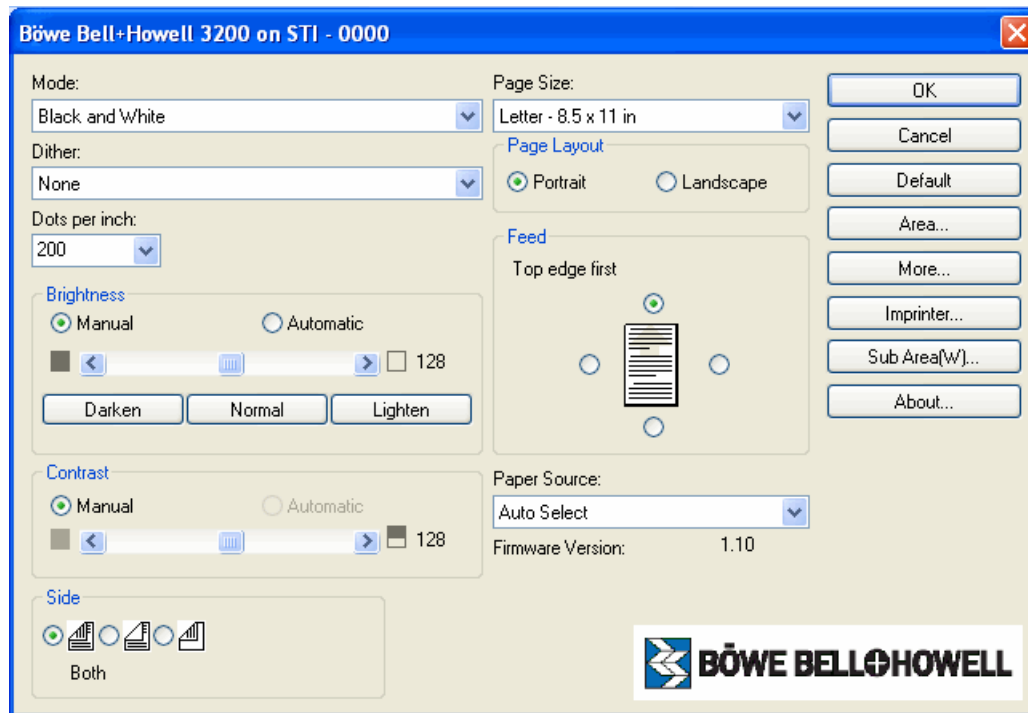 Böwe Bell+Howell 3200 on STI - 0000
Mode:
Black and White
Dither:
None
Dots per inch:
200
Brightness
Manual Automatic
128
Darken Normal Lighten
Contrast
Manual Automatic
128
Side
Both
Page Size:
Letter - 8.5 x 11 in
Page Layout
Portrait Landscape
Feed
Top edge first
Paper Source:
Auto Select
Firmware Version: 1.10
OK
Cancel
Default
Area...
More...
Imprinter...
Sub Area(W)...
About...
BÖWE BELL+HOWELL